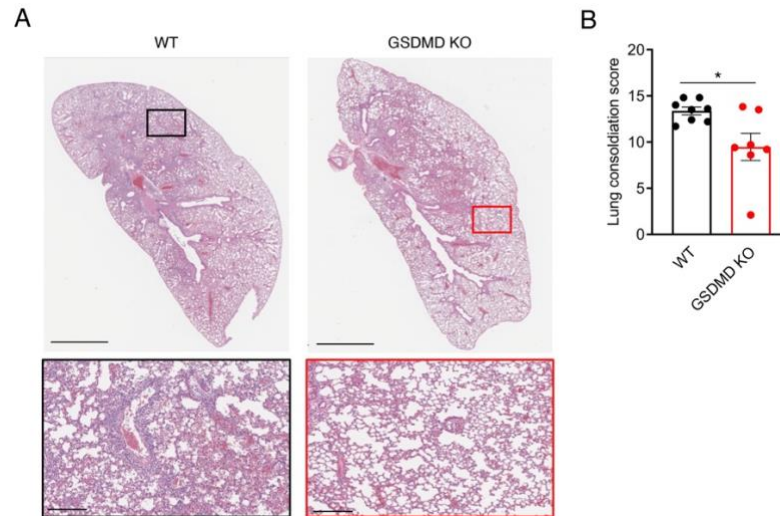 A
WT
GSDMD KO
B
20
15
10
5
0
Lung consoldiation score
*
WT
GSDMD KO